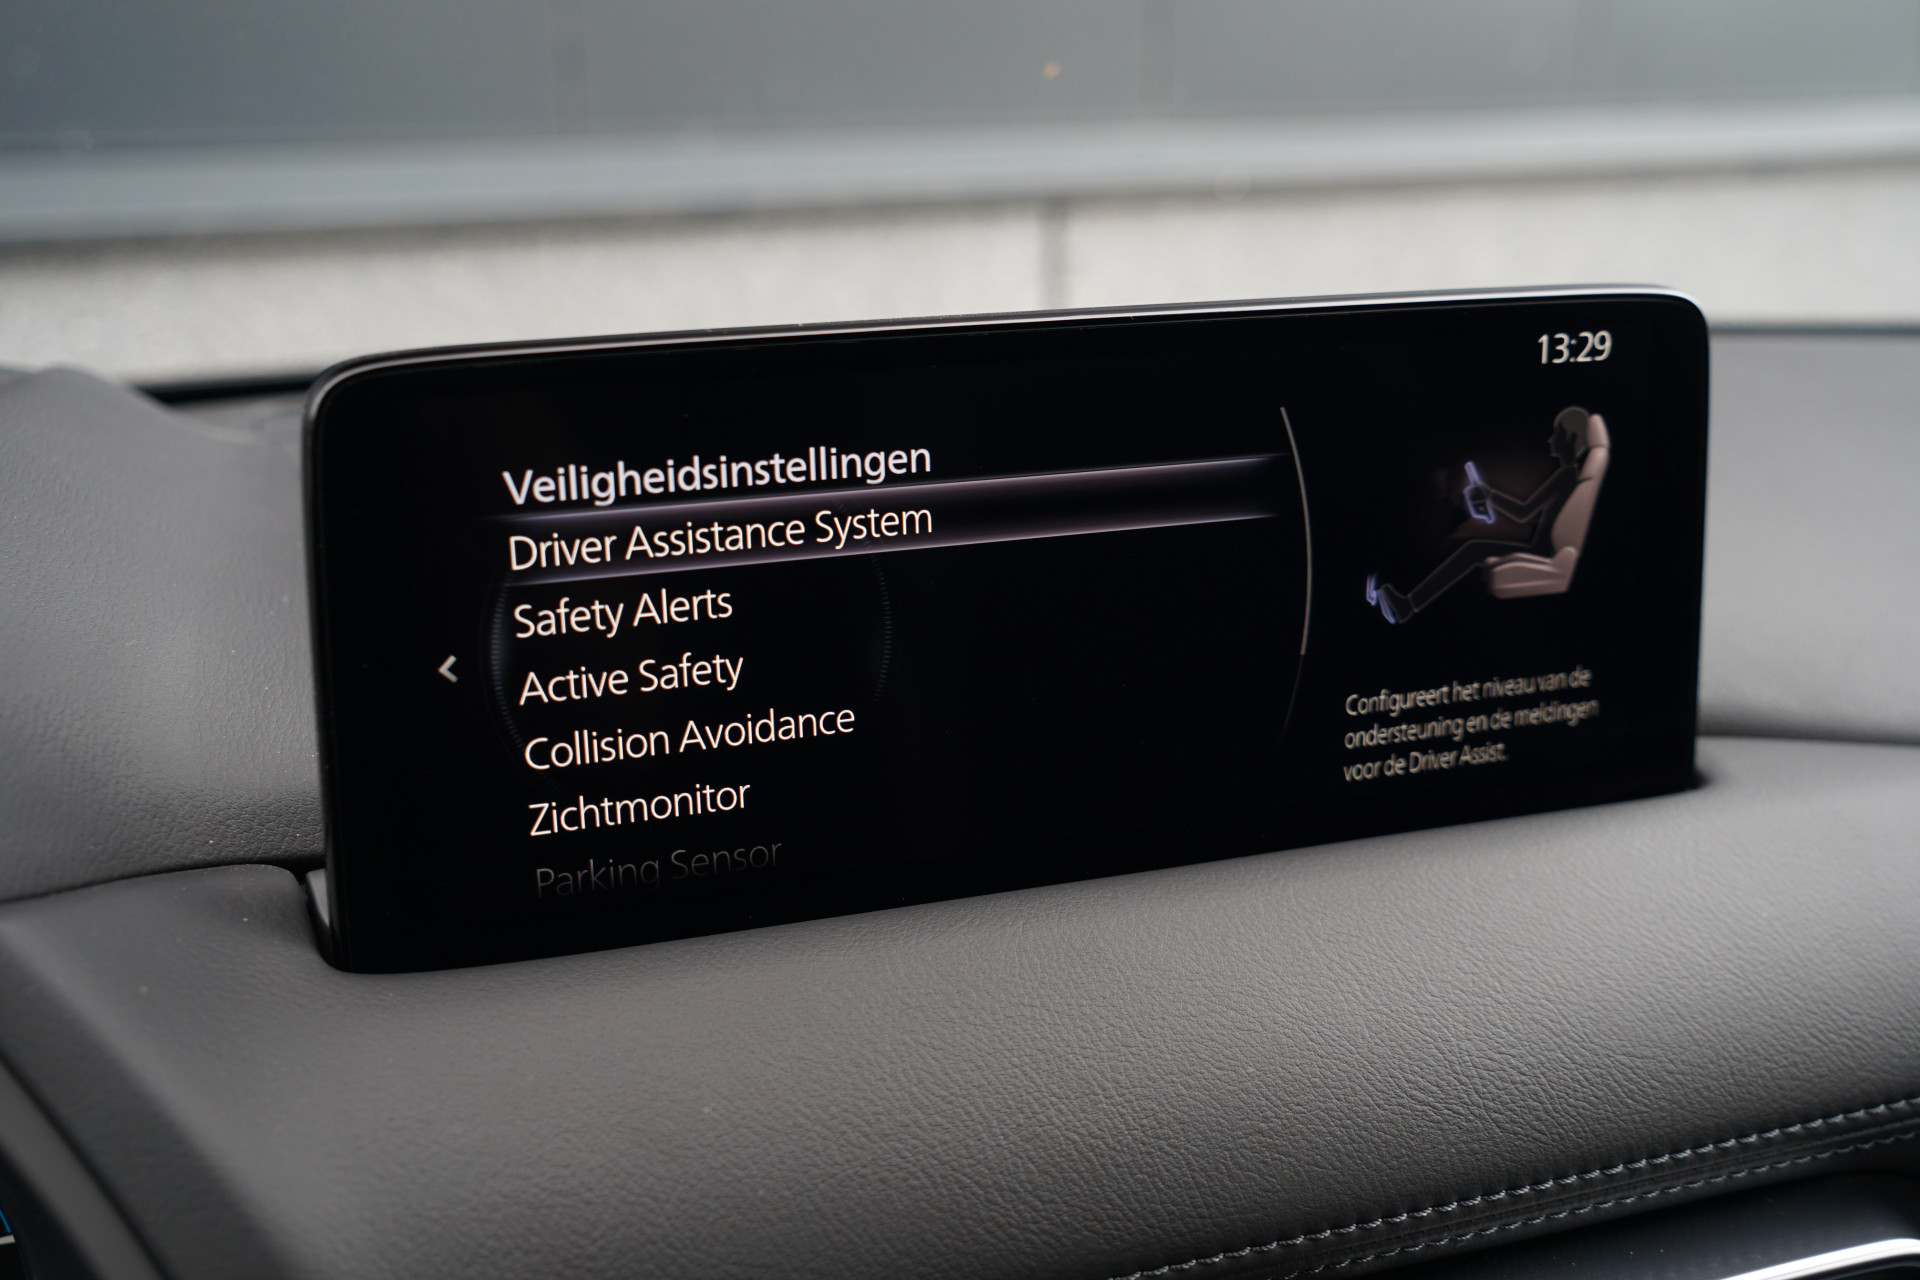 13:29
Veiligheidsinstellingen
Driver Assistance System
Safety Alerts
Active Safety
Collision Avoidance
Zichtmonitor
Parking Sensor
Configureert het niveau van de
ondersteuning en de meldingen
voor de Driver Assist.